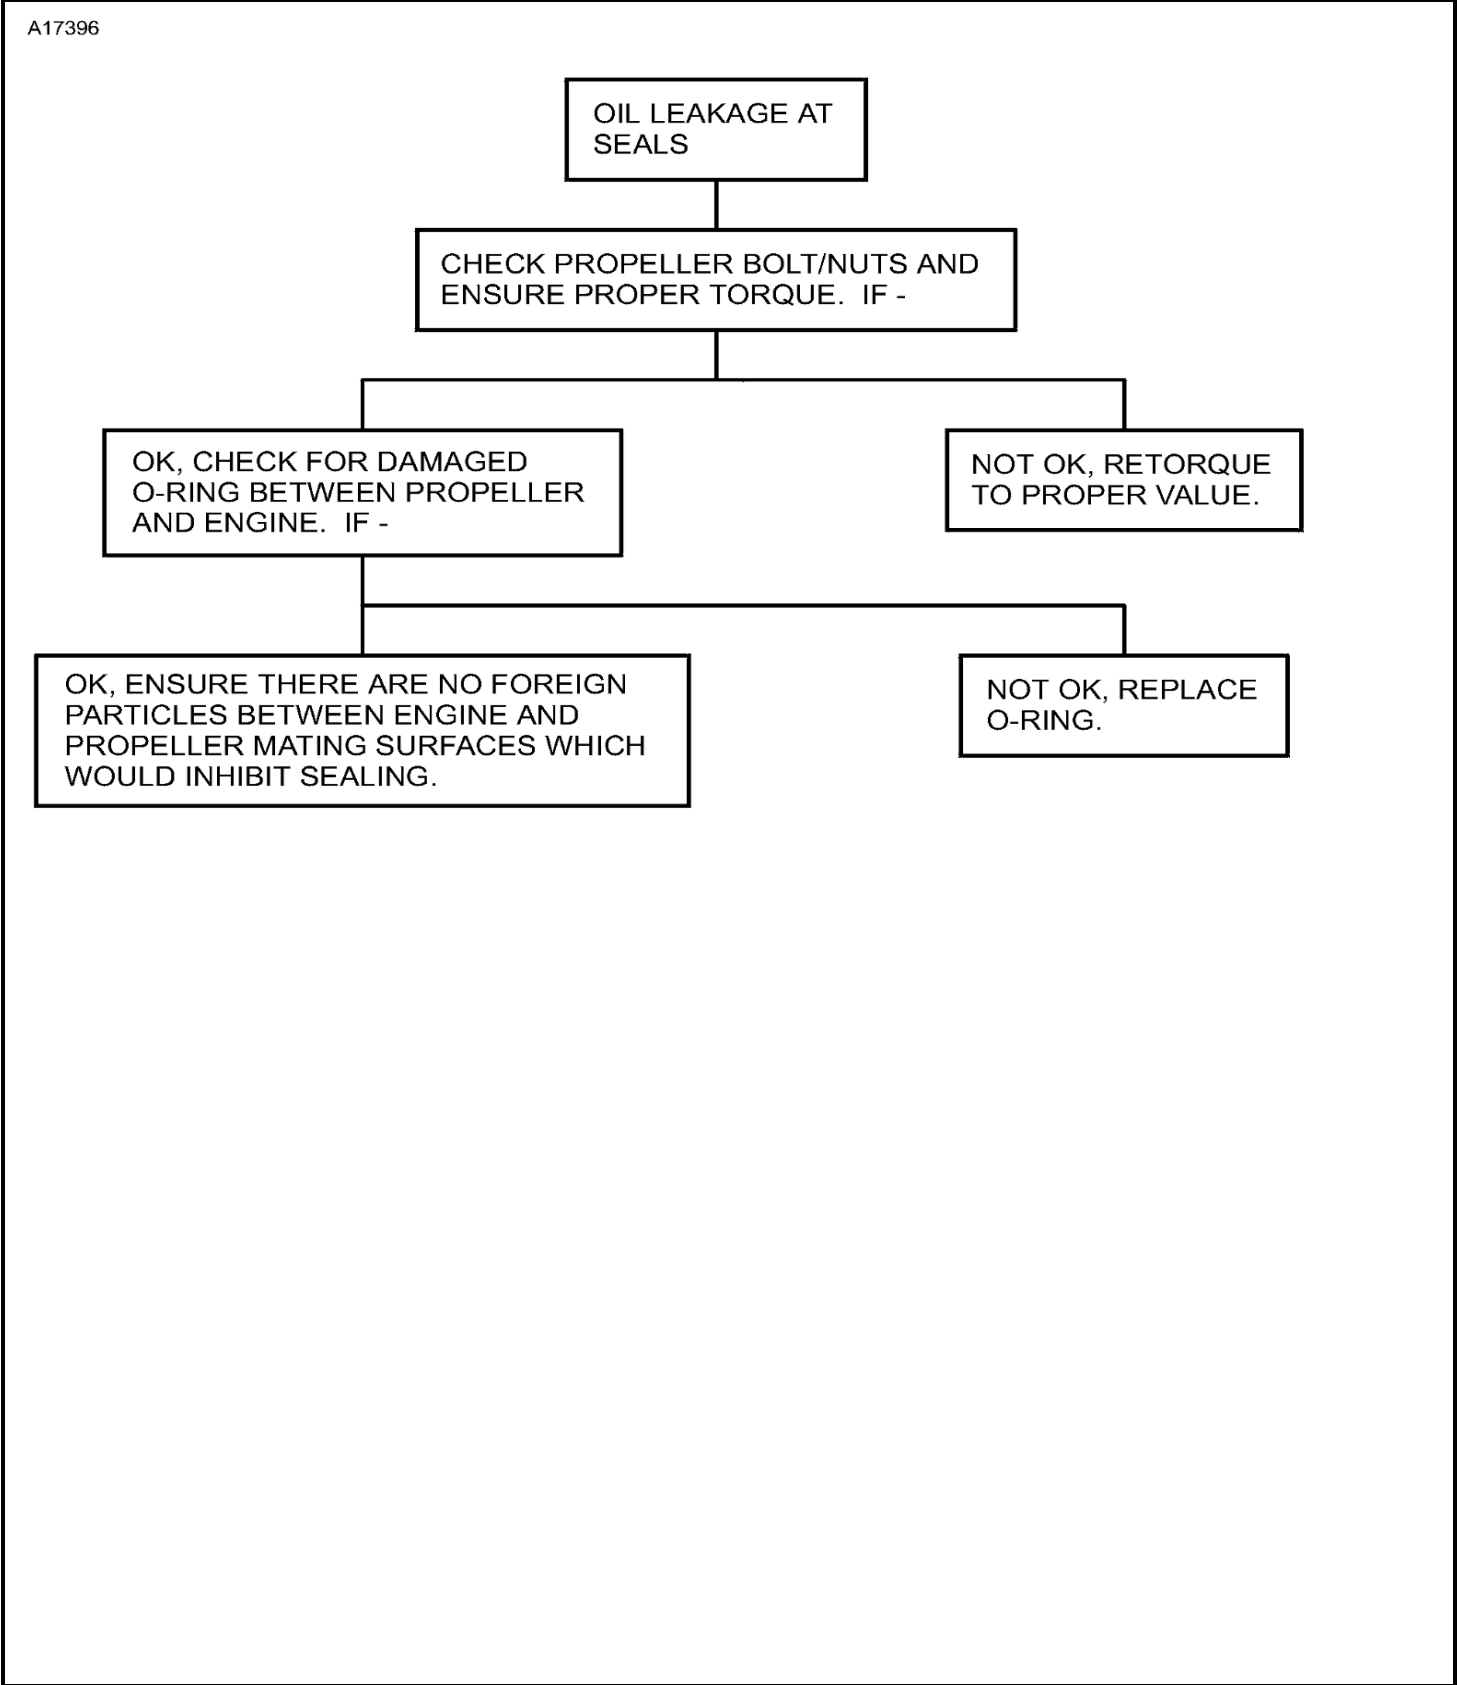 A17396
OIL LEAKAGE AT
SEALS
CHECK PROPELLER BOLT/NUTS AND
ENSURE PROPER TORQUE.  IF -
OK, CHECK FOR DAMAGED
O-RING BETWEEN PROPELLER
AND ENGINE.  IF -
NOT OK, RETORQUE
TO PROPER VALUE.
OK, ENSURE THERE ARE NO FOREIGN
PARTICLES BETWEEN ENGINE AND
PROPELLER MATING SURFACES WHICH
WOULD INHIBIT SEALING.
NOT OK, REPLACE
O-RING.